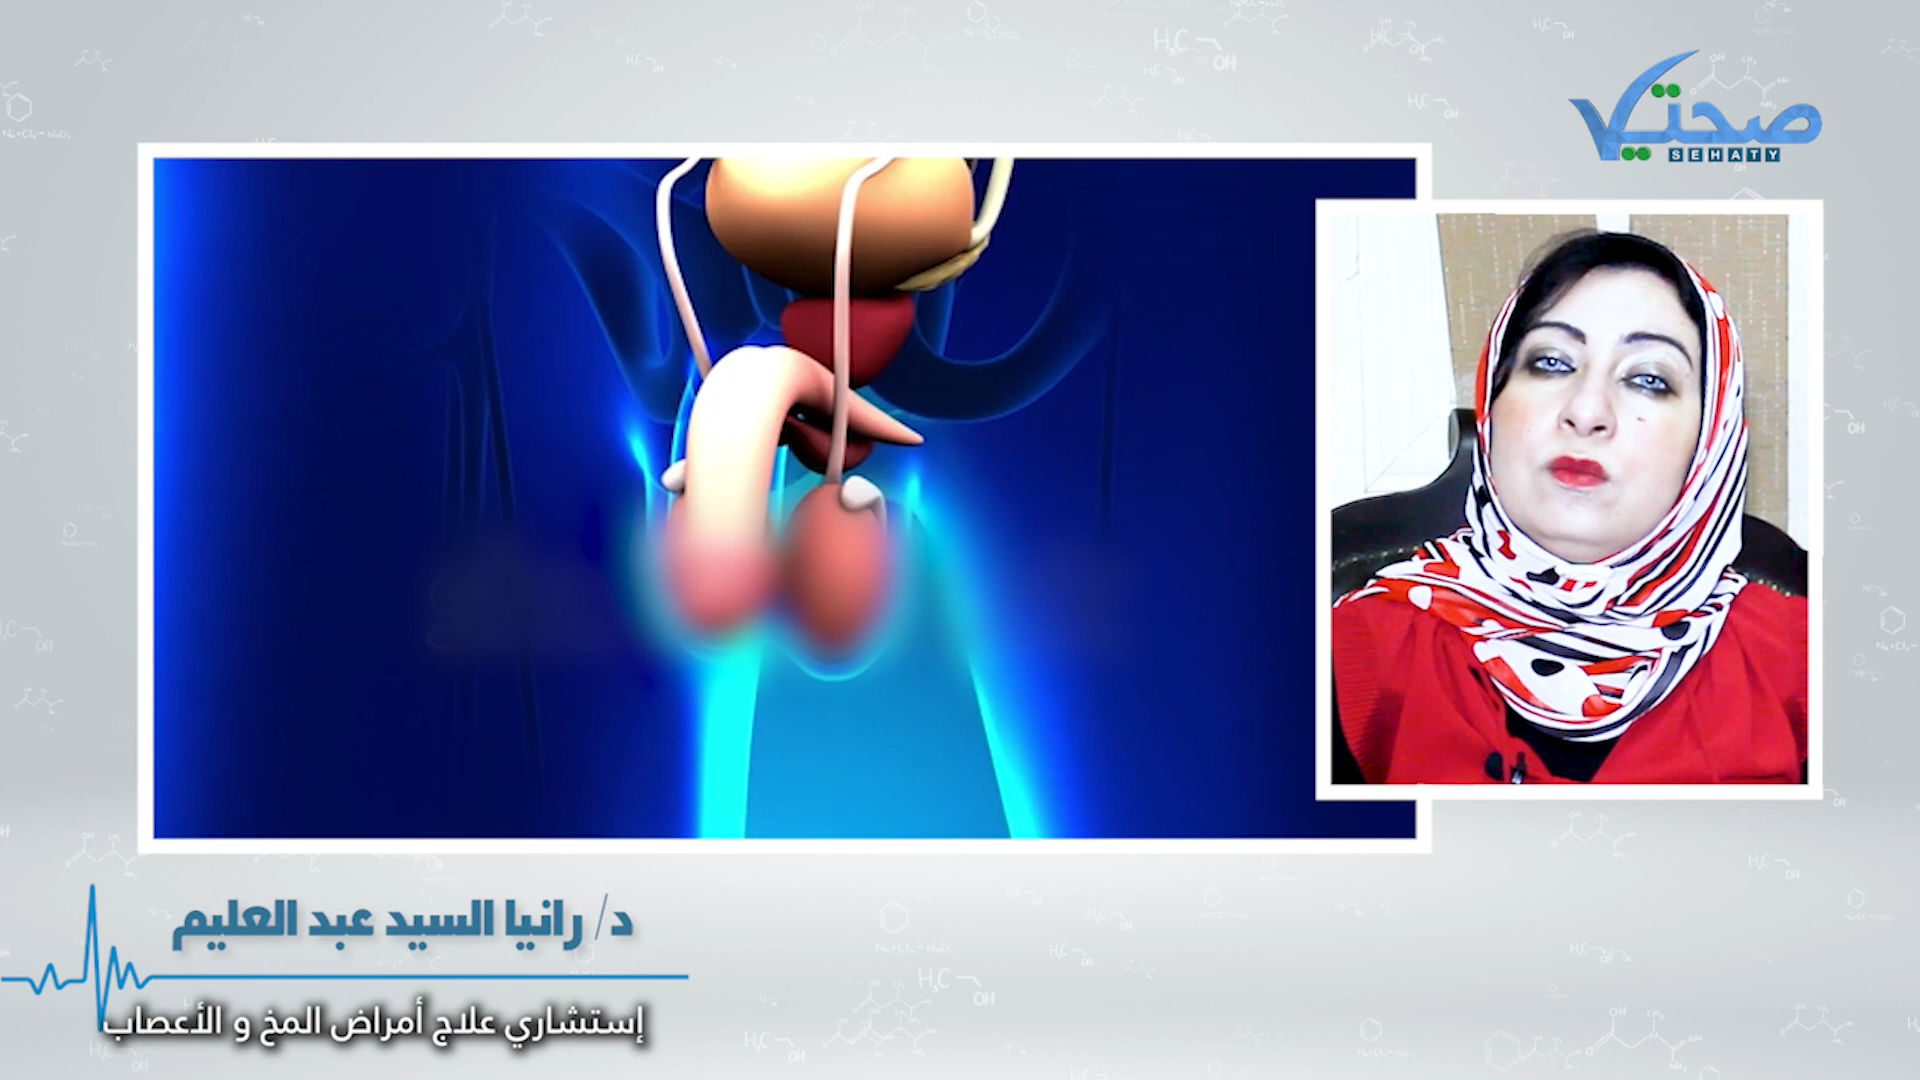 صحتي
SEHATY
د/ رانيا السيد عبد العليم
إستشاري علاج أمراض المخ و الأعصاب